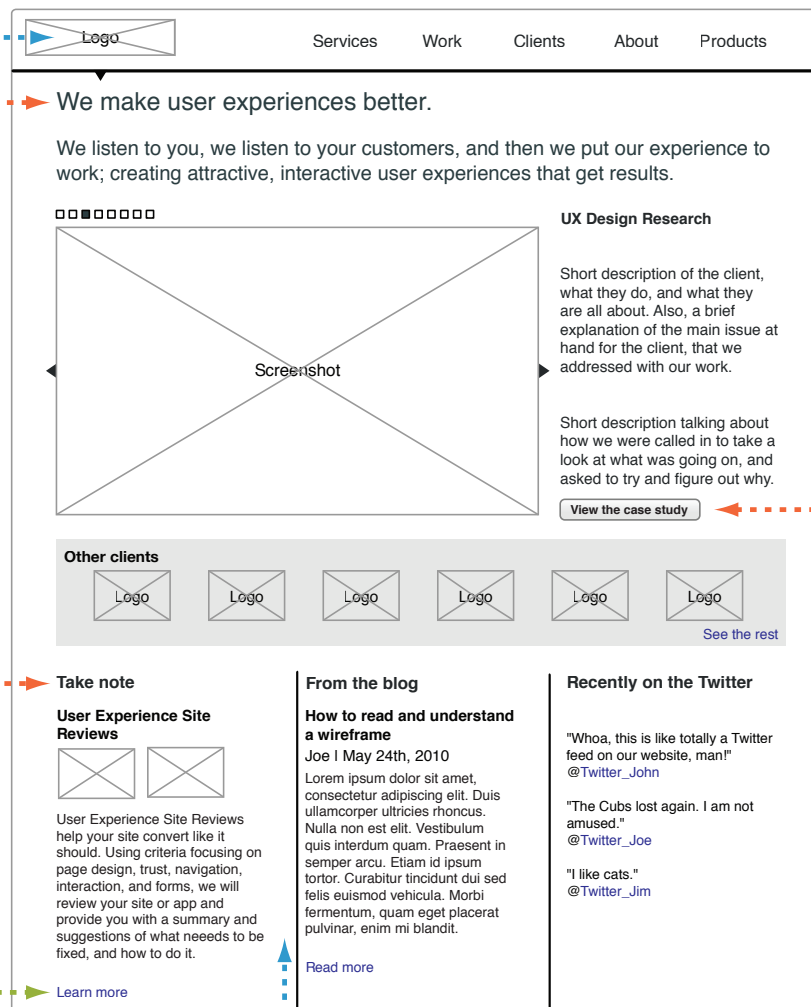 Logo
Services Work Clients About Products
We make user experiences better.
We listen to you, we listen to your customers, and then we put our experience to
work; creating attractive, interactive user experiences that get results.
Screenshot
UX Design Research
Short description of the client,
what they do, and what they
are all about. Also, a brief
explanation of the main issue at
hand for the client, that we
addressed with our work.
Short description talking about
how we were called in to take a
look at what was going on, and
asked to try and figure out why.
View the case study
Other clients
Logo Logo Logo Logo Logo Logo
See the rest
Take note
User Experience Site
Reviews
User Experience Site Reviews
help your site convert like it
should. Using criteria focusing on
page design, trust, navigation,
interaction, and forms, we will
review your site or app and
provide you with a summary and
suggestions of what neeeds to be
fixed, and how to do it.
Learn more
From the blog
How to read and understand
a wireframe
Joe | May 24th, 2010
Lorem ipsum dolor sit amet,
consectetur adipiscing elit. Duis
ullamcorper ultricies rhoncus.
Nulla non est elit. Vestibulum
quis interdum quam. Praesent in
semper arcu. Etiam id ipsum
tortor. Curabitur tincidunt dui sed
felis euismod vehicula. Morbi
fermentum, quam eget placerat
pulvinar, enim mi blandit.
Read more
Recently on the Twitter
"Whoa, this is like totally a Twitter
feed on our website, man!"
@Twitter_John
"The Cubs lost again. I am not
amused."
@Twitter_Joe
"I like cats."
@Twitter_Jim